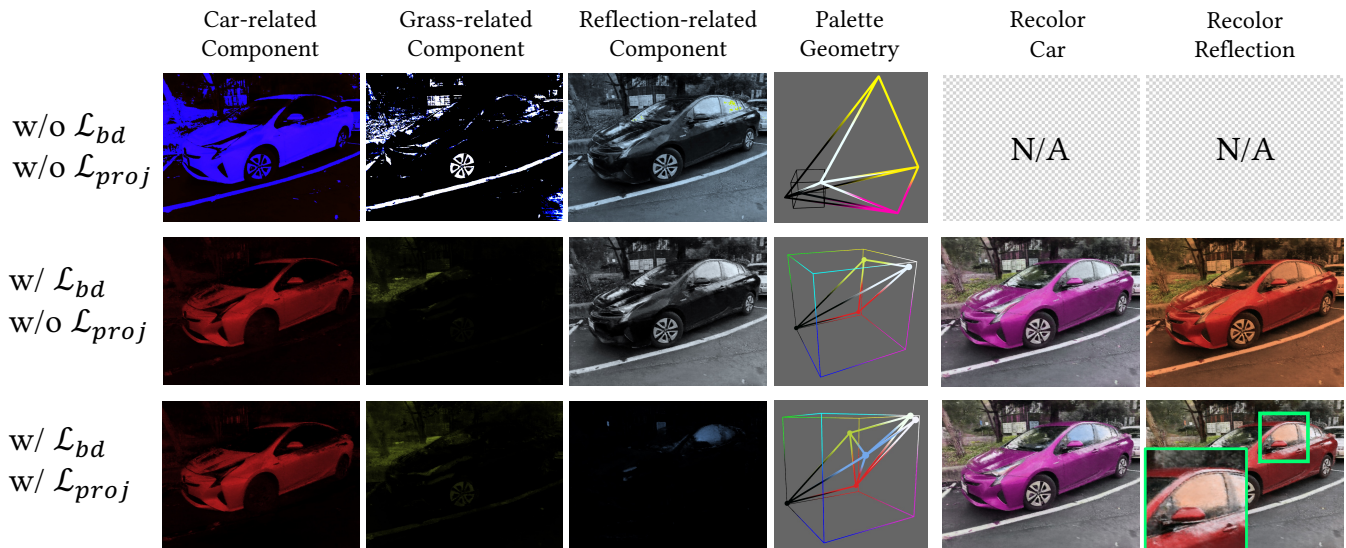 Car-related
Component
Grass-related
Component
Reflection-related
Component
Palette
Geometry
Recolor
Car
Recolor
Reflection
w/o ℒ_bd
w/o ℒ_proj
N/A
N/A
w/ ℒ_bd
w/o ℒ_proj
w/ ℒ_bd
w/ ℒ_proj